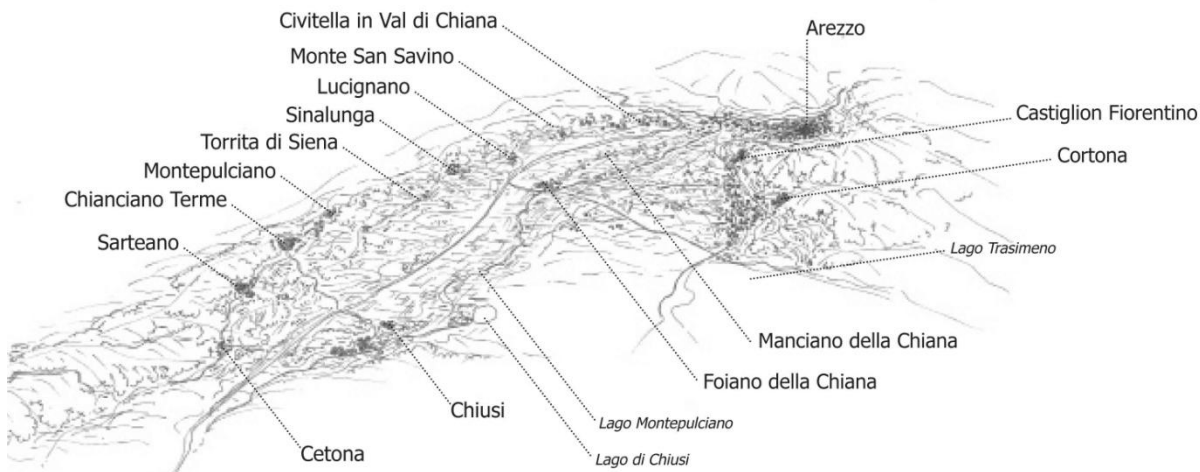 Civitella in Val di Chiana
Arezzo
Monte San Savino
Lucignano
Castiglion Fiorentino
Sinalunga
Torrita di Siena
Cortona
Montepulciano
Chianciano Terme
Sarteano
Lago Trasimeno
Manciano della Chiana
Foiano della Chiana
Chiusi
Lago Montepulciano
Cetona
Lago di Chiusi